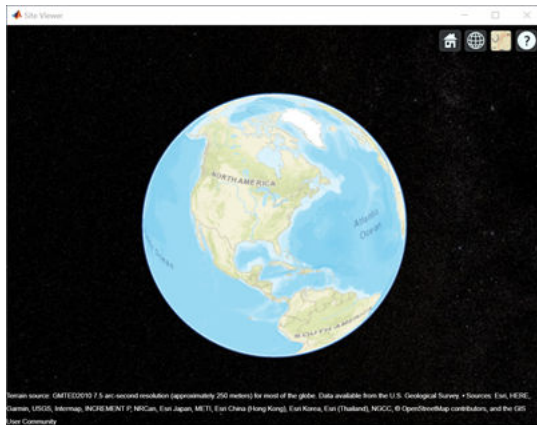 Site Viewer
NORTH AMERICA
Atlantic
Ocean
Ocean
SOUTH AMERICA
Terrain source: GMTED2010 7.5 arc-second resolution (approximately 250 meters) for most of the globe. Data available from the U.S. Geological Survey. • Sources: Esri, HERE,
Garmin, USGS, Intermap, INCREMENT P, NRCan, Esri Japan, METI, Esri China (Hong Kong), Esri Korea, Esri (Thailand), NGCC, © OpenStreetMap contributors, and the GIS
User Community